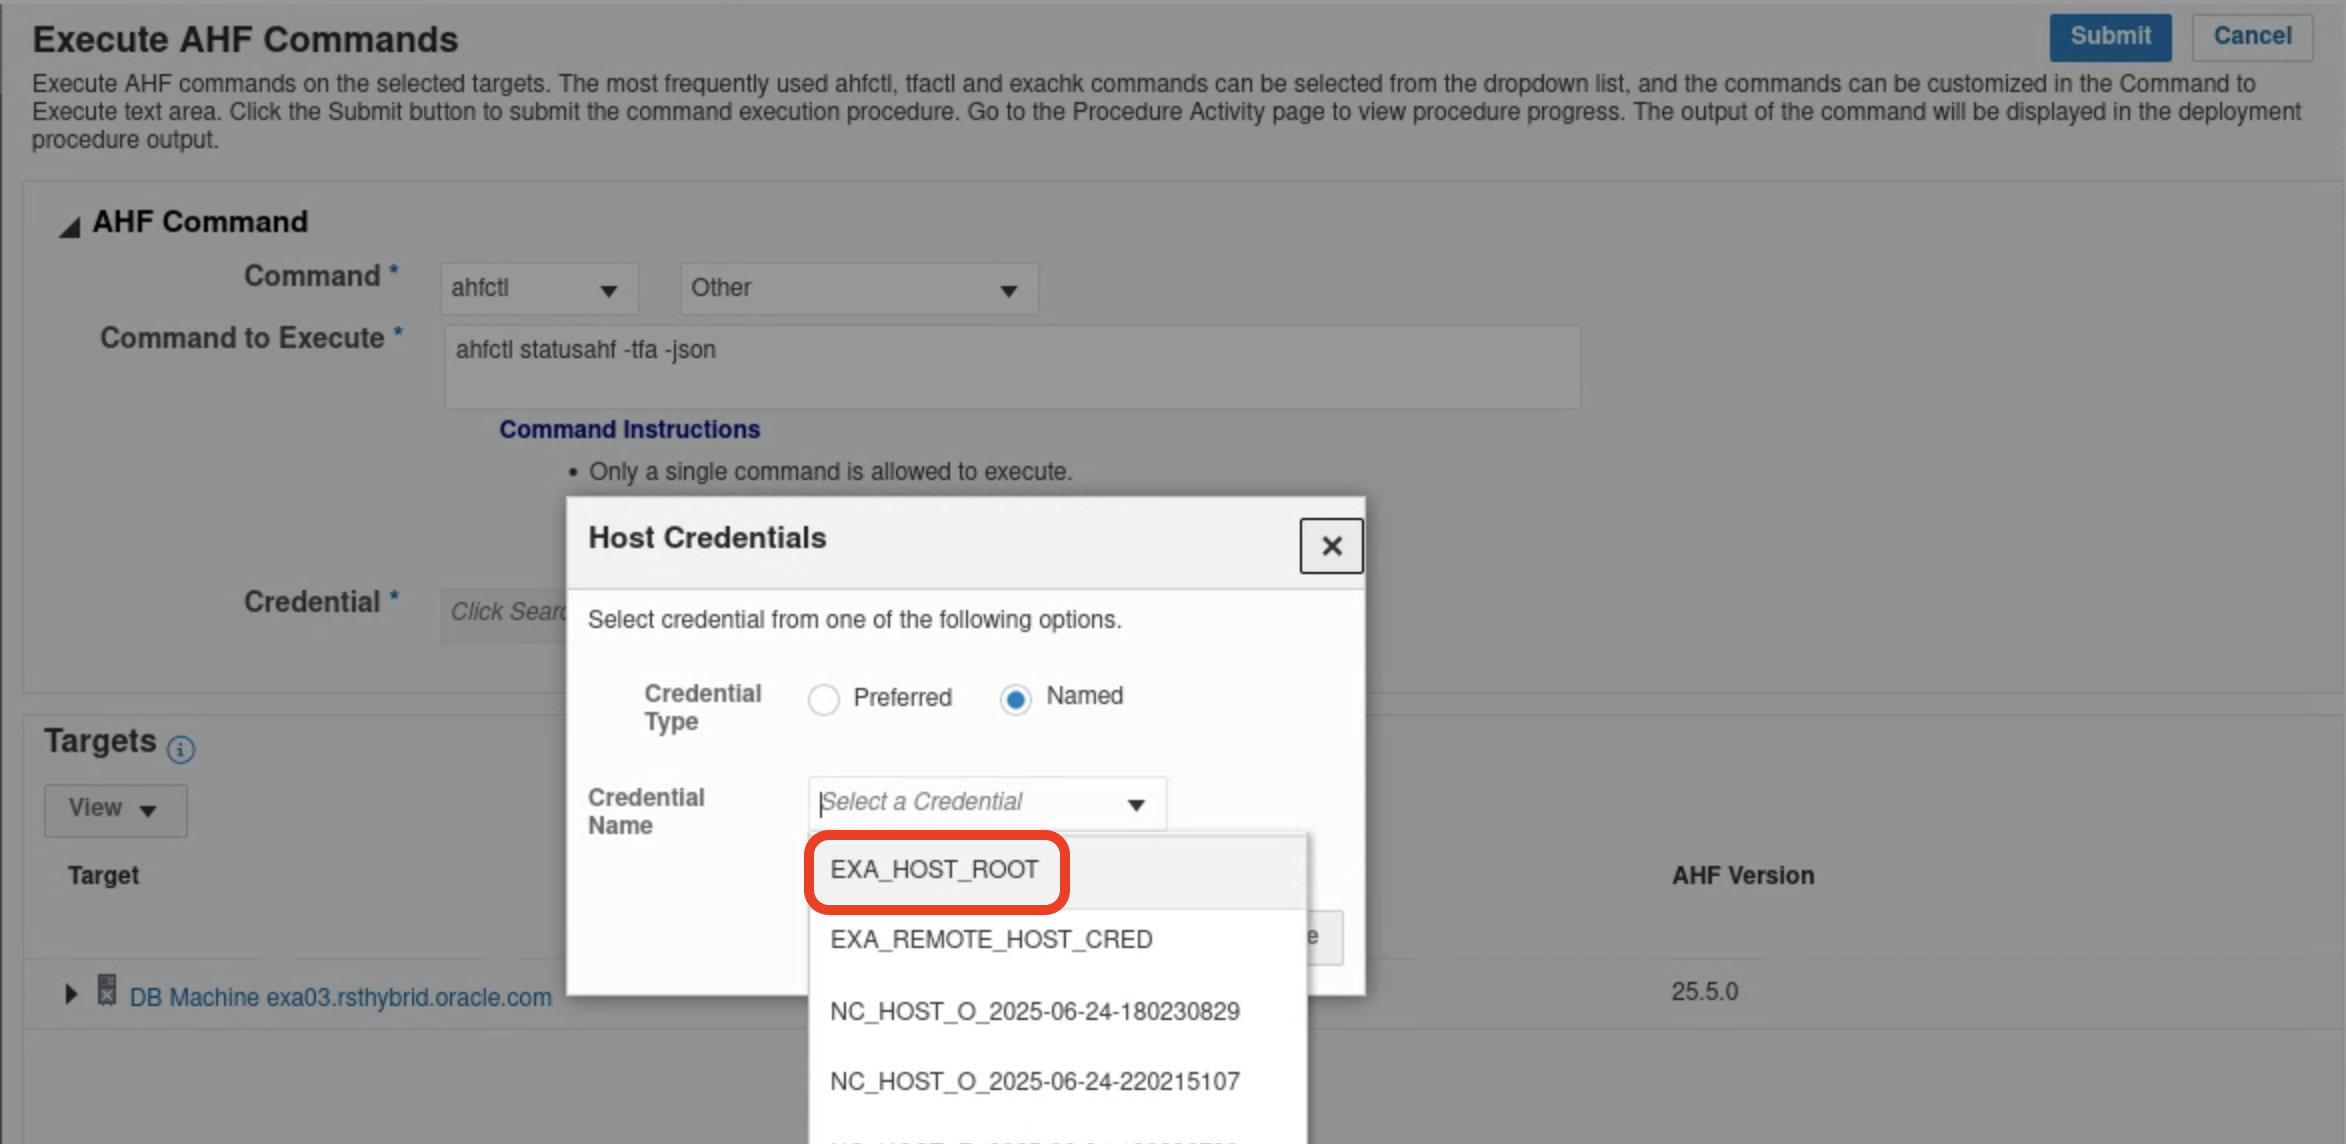 Execute AHF Commands
Submit
Cancel
Execute AHF commands on the selected targets. The most frequently used ahfctl, tfactl and exachk commands can be selected from the dropdown list, and the commands can be customized in the Command to
Execute text area. Click the Submit button to submit the command execution procedure. Go to the Procedure Activity page to view procedure progress. The output of the command will be displayed in the deployment
procedure output.
AHF Command
Command *
ahfctl
Other
Command to Execute *
ahfctl statusahf -tfa -json
Command Instructions
• Only a single command is allowed to execute.
Credential *
Click
Host Credentials
Select credential from one of the following options.
Credential
Type
Preferred
Named
Credential
Name
Select a Credential
EXA_HOST_ROOT
EXA_REMOTE_HOST_CRED
NC_HOST_O_2025-06-24-180230829
NC_HOST_O_2025-06-24-220215107
Targets
View
Target
AHF Version
DB Machine exa03.rsthybrid.oracle.com
25.5.0